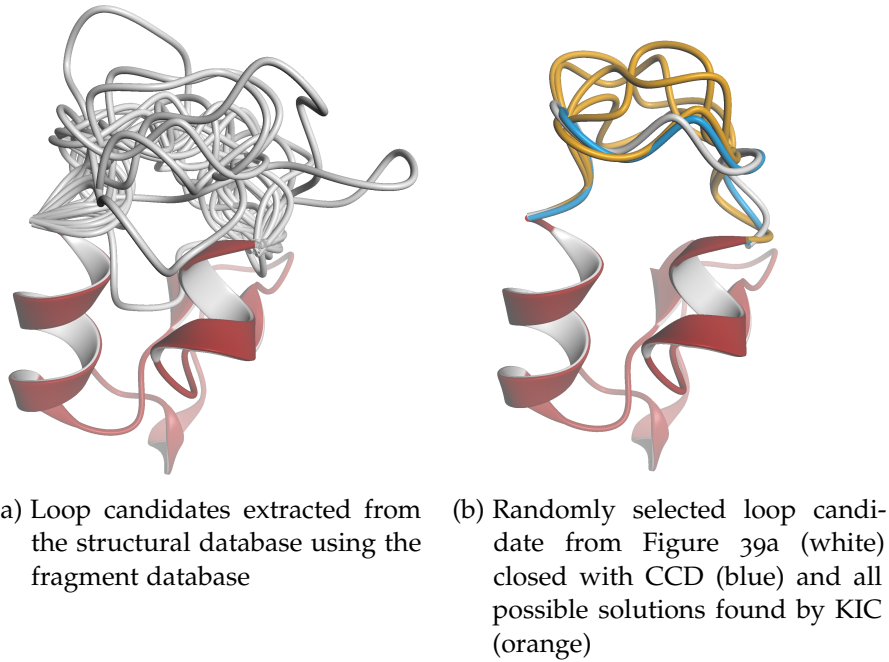 a) Loop candidates extracted from
the structural database using the
fragment database
(b) Randomly selected loop candi-
date from Figure 39a (white)
closed with CCD (blue) and all
possible solutions found by KIC
(orange)